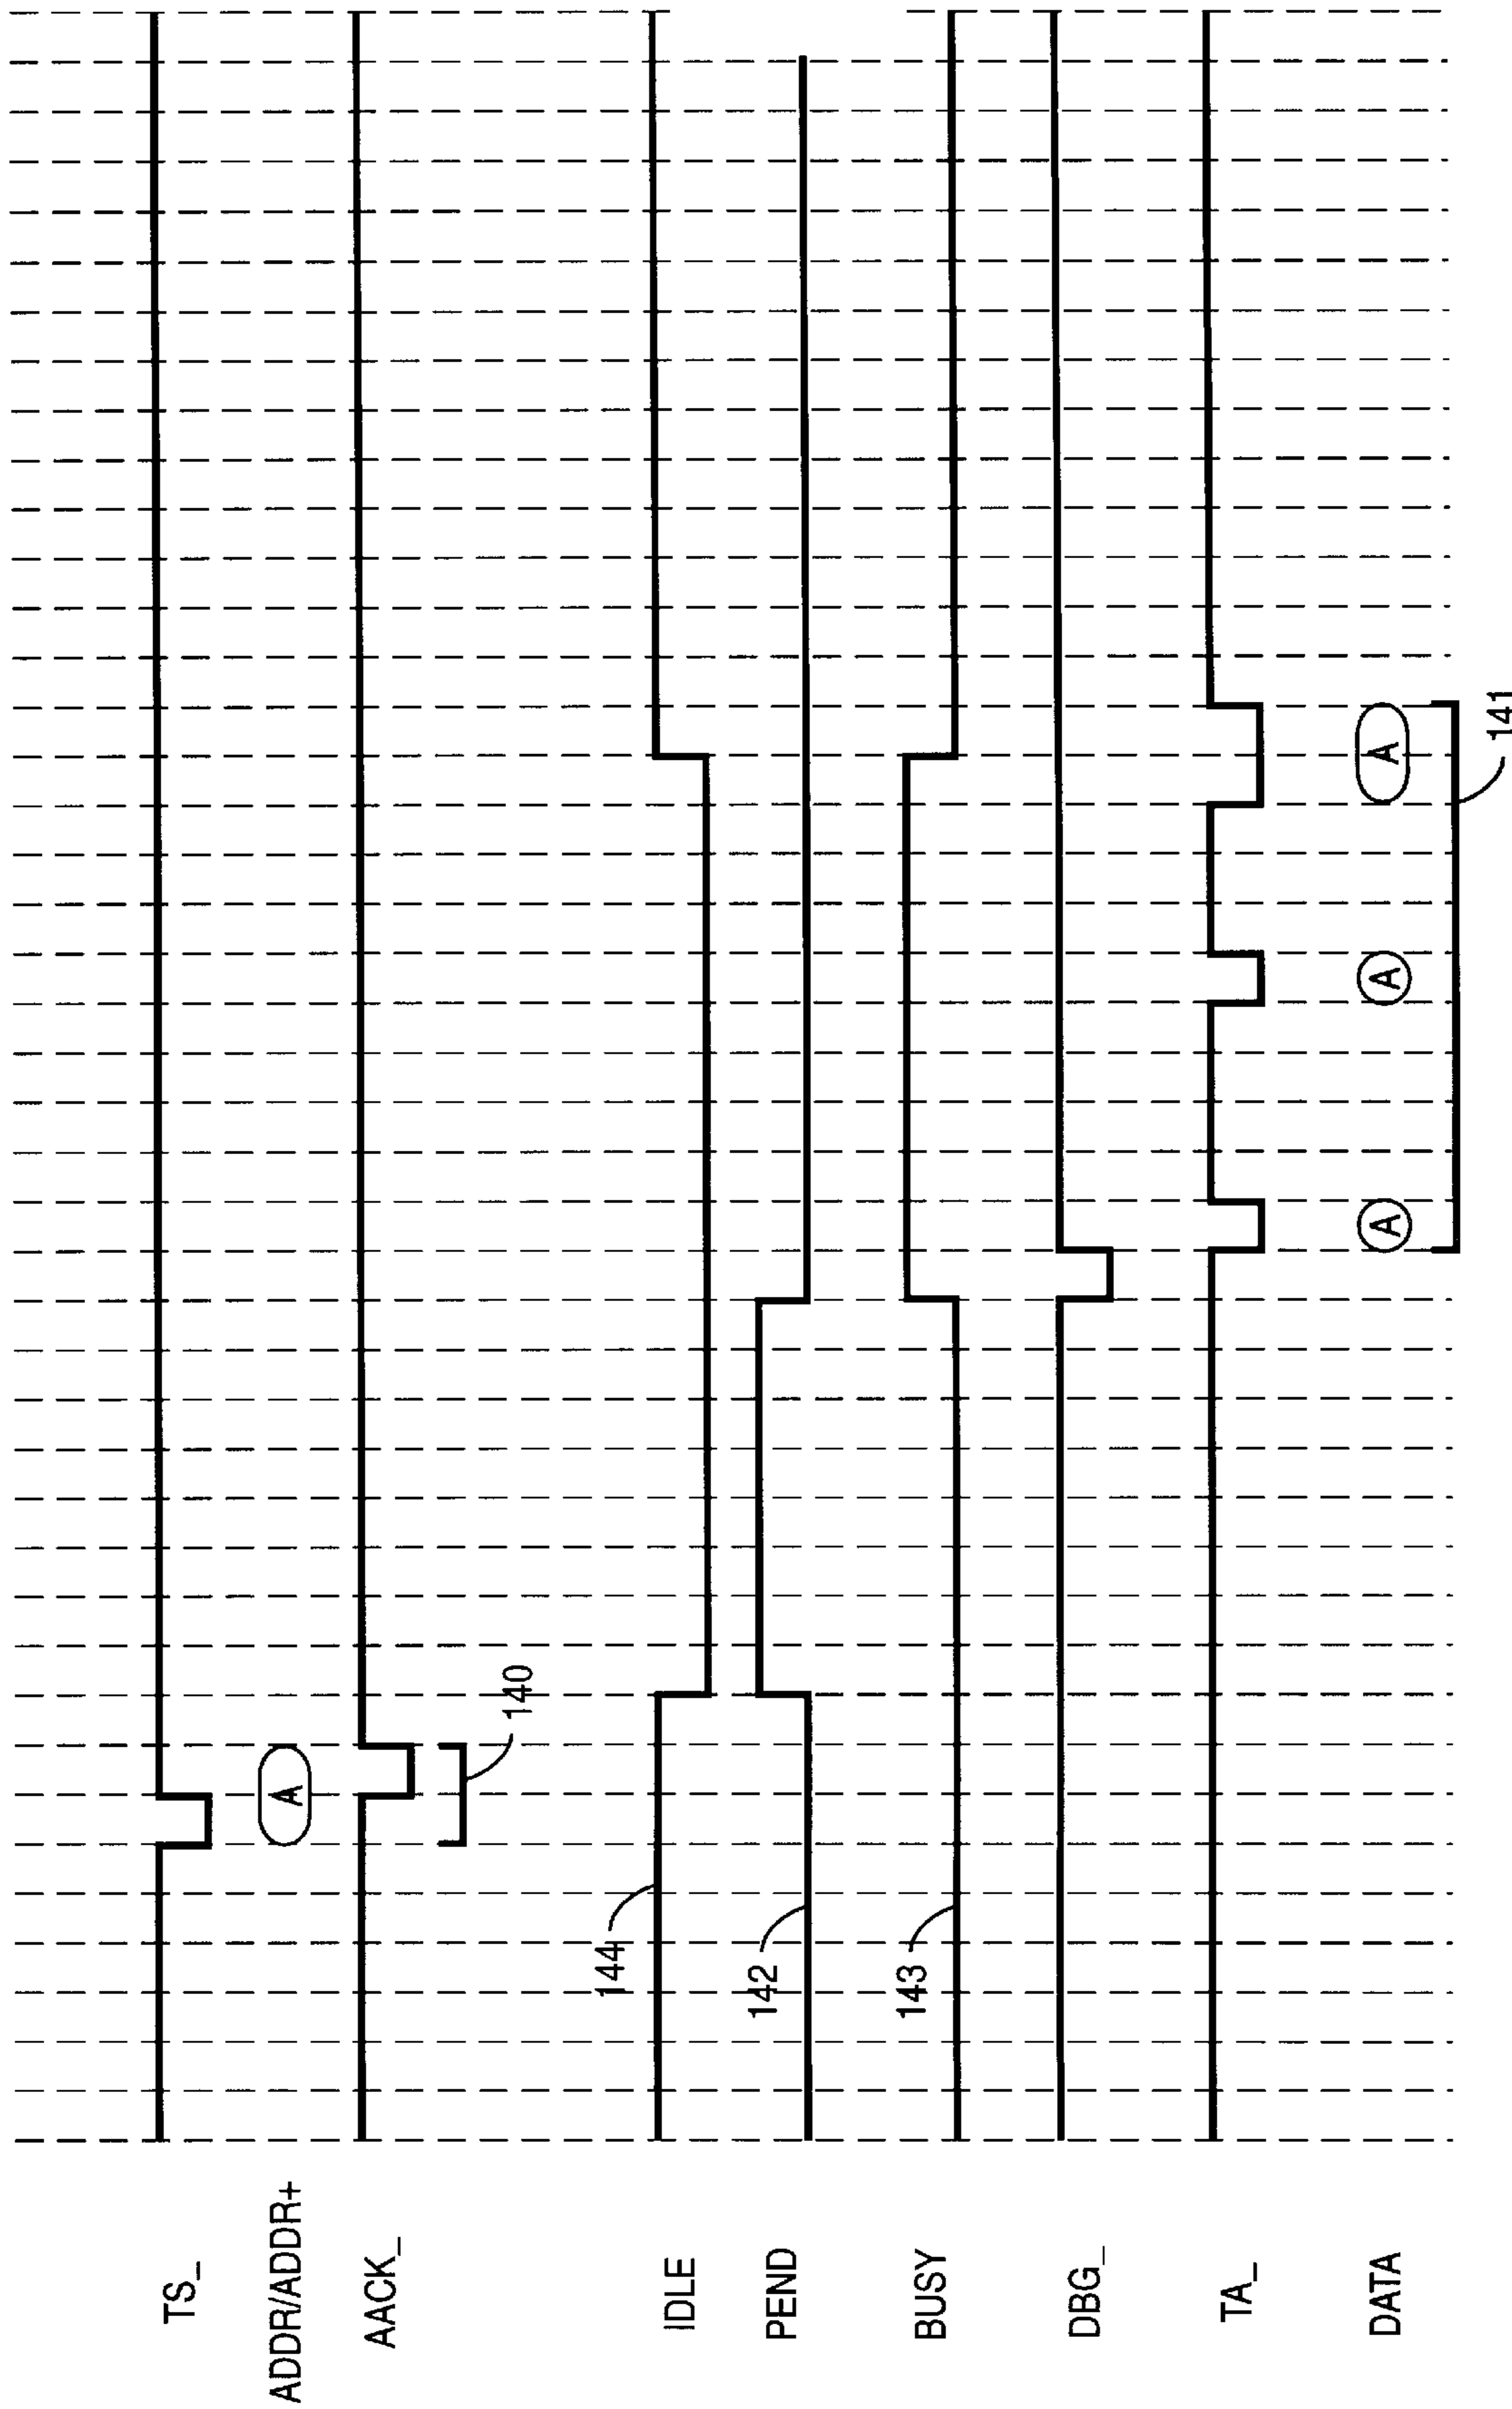 TS_
ADDR/ADDR+
A
AACK_
140
IDLE
144
PEND
142
BUSY
143
DBG_
TA_
DATA
A
A
A
141